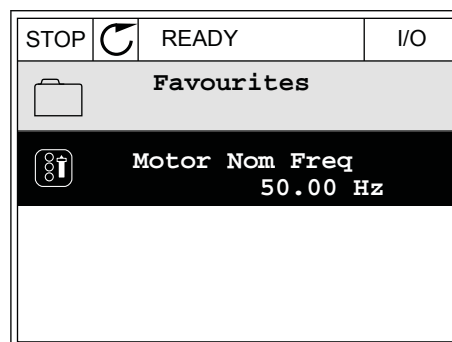 STOP READY I/O
Favourites
Motor Nom Freq
50.00 Hz